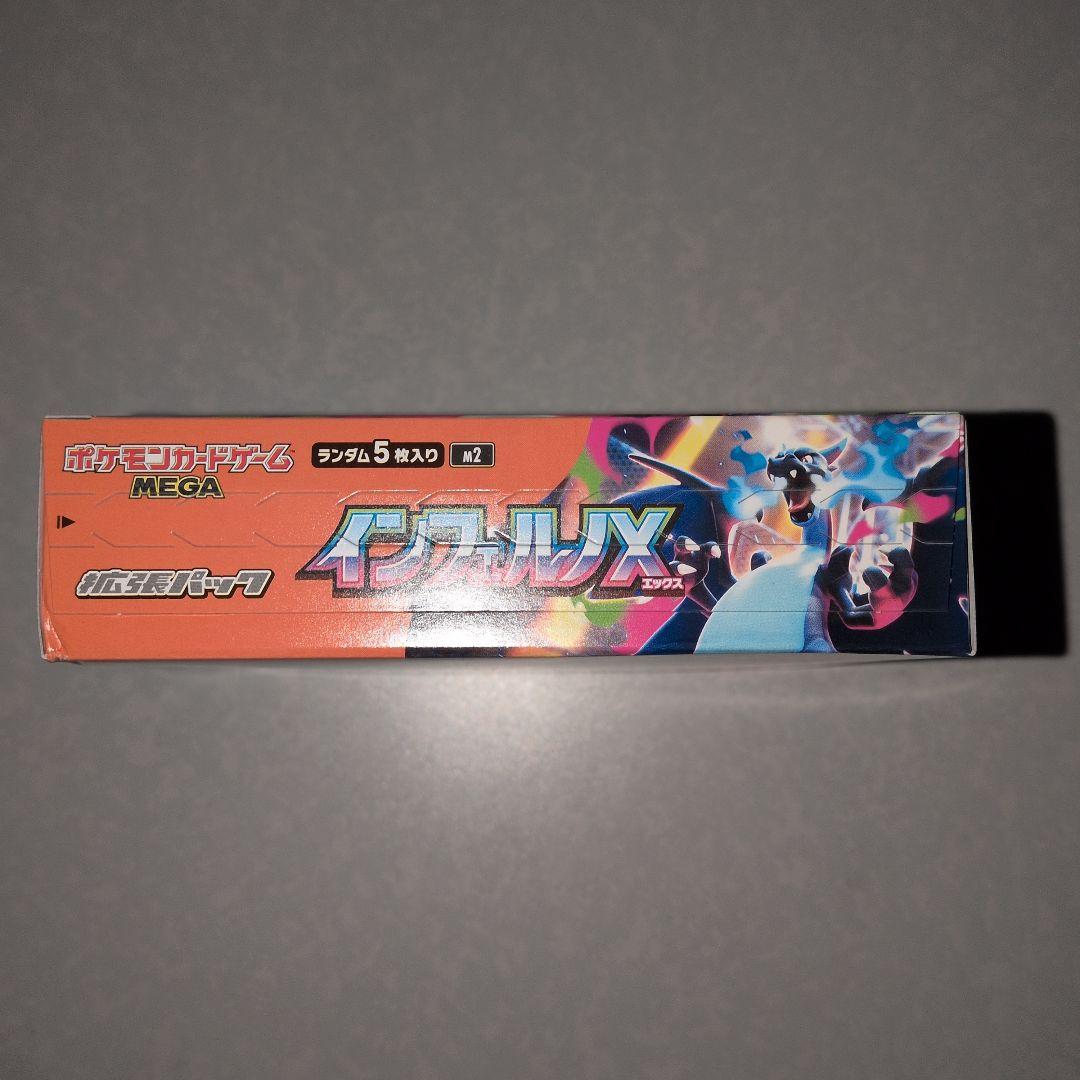 ポケモンカードゲーム
MEGA
ランダム5枚入り
M2
拡張パック
インフェルノX
エックス